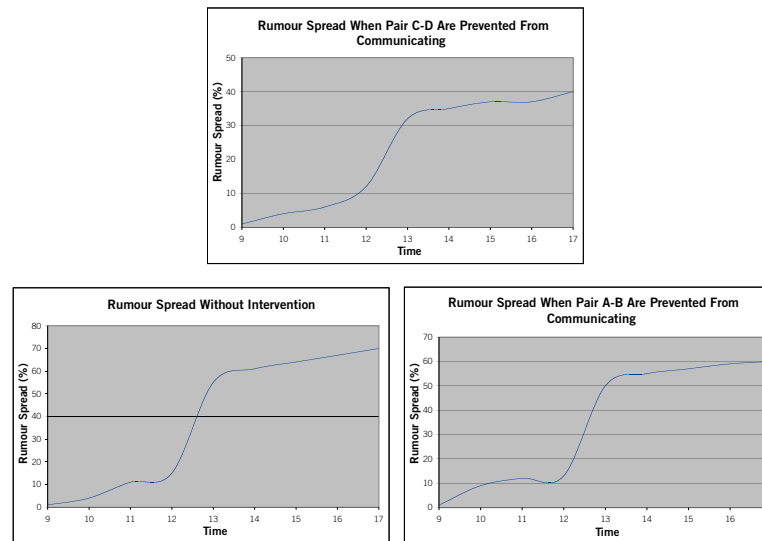 Rumour Spread When Pair C-D Are Prevented From
Communicating
50
40
30
20
10
0
Rumour Spread (%)
9 10 11 12 13 14 15 16 17
Time
Rumour Spread Without Intervention
80
70
60
50
40
30
20
10
0
Rumour Spread (%)
9 10 11 12 13 14 15 16 17
Time
Rumour Spread When Pair A-B Are Prevented From
Communicating
70
60
50
40
30
20
10
0
Rumour Spread (%)
9 10 11 12 13 14 15 16
Time